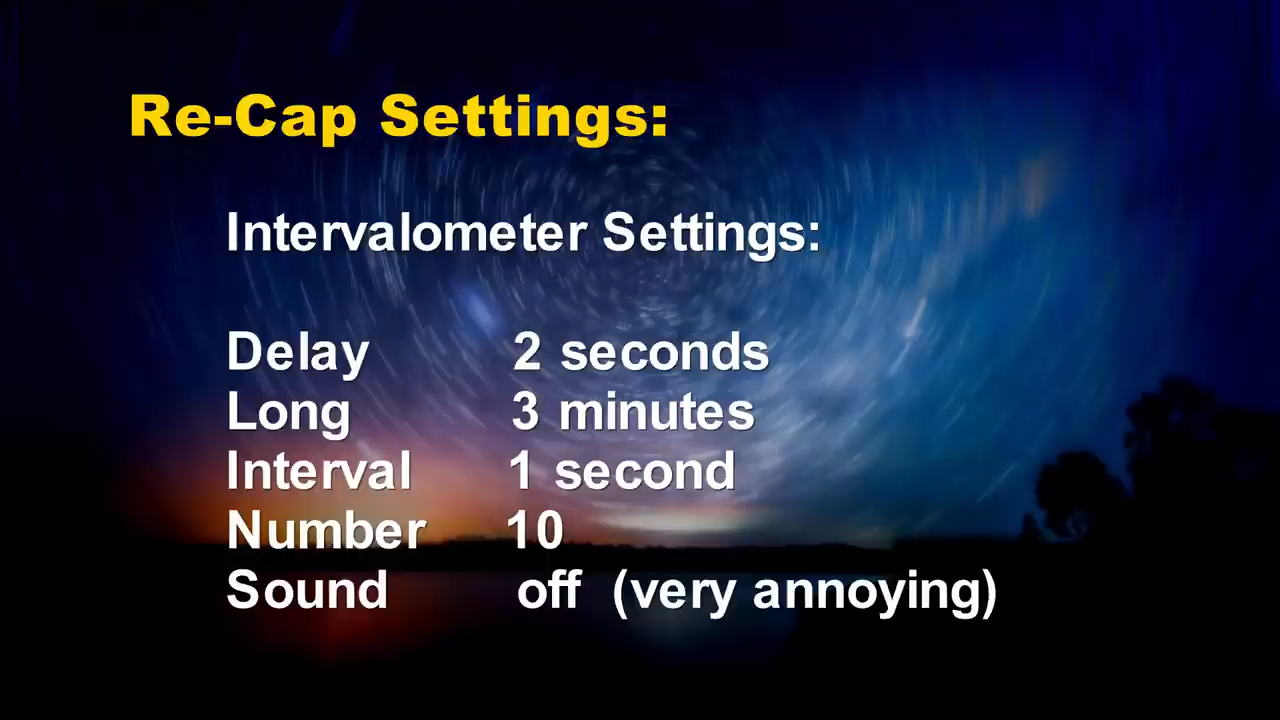 Re-Cap Settings:
Intervalometer Settings:
Delay 2 seconds
Long 3 minutes
Interval 1 second
Number 10
Sound off (very annoying)